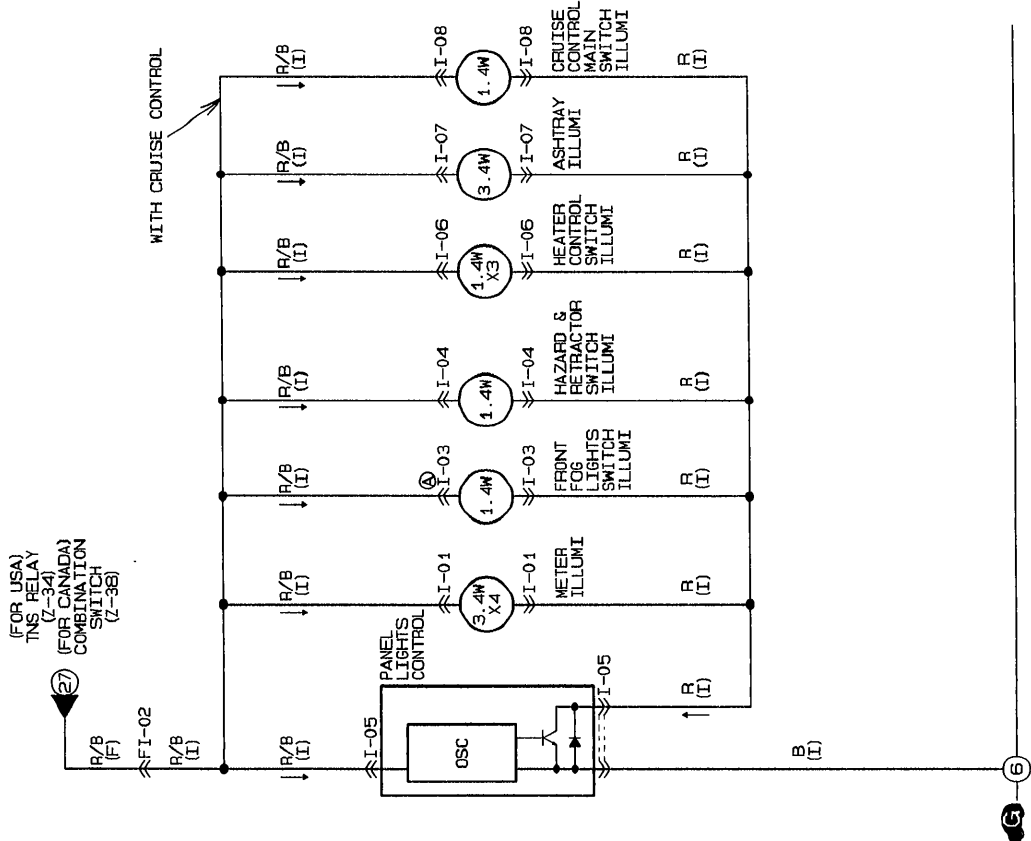 (FOR USA)
TNS RELAY
(Z-34)
(FOR CANADA)
COMBINATION
SWITCH
(Z-38)
27
R/B
(F)
FI-02
R/B
(I)
WITH CRUISE CONTROL
R/B
(I)
I-05
PANEL
LIGHTS
CONTROL
OSC
I-05
R
(I)
B
(I)
R/B
(I)
I-01
3.4W
X4
I-01
METER
ILLUMI
R/B
(I)
A
I-03
1.4W
I-03
FRONT
FOG
LIGHTS
SWITCH
ILLUMI
R
(I)
R/B
(I)
I-04
1.4W
I-04
HAZARD &
RETRACTOR
SWITCH
ILLUMI
R
(I)
R/B
(I)
I-06
1.4W
X3
I-06
HEATER
CONTROL
SWITCH
ILLUMI
R
(I)
R/B
(I)
I-07
3.4W
I-07
ASHTRAY
ILLUMI
R
(I)
R/B
(I)
I-08
1.4W
I-08
CRUISE
CONTROL
MAIN
SWITCH
ILLUMI
R
(I)
G
6